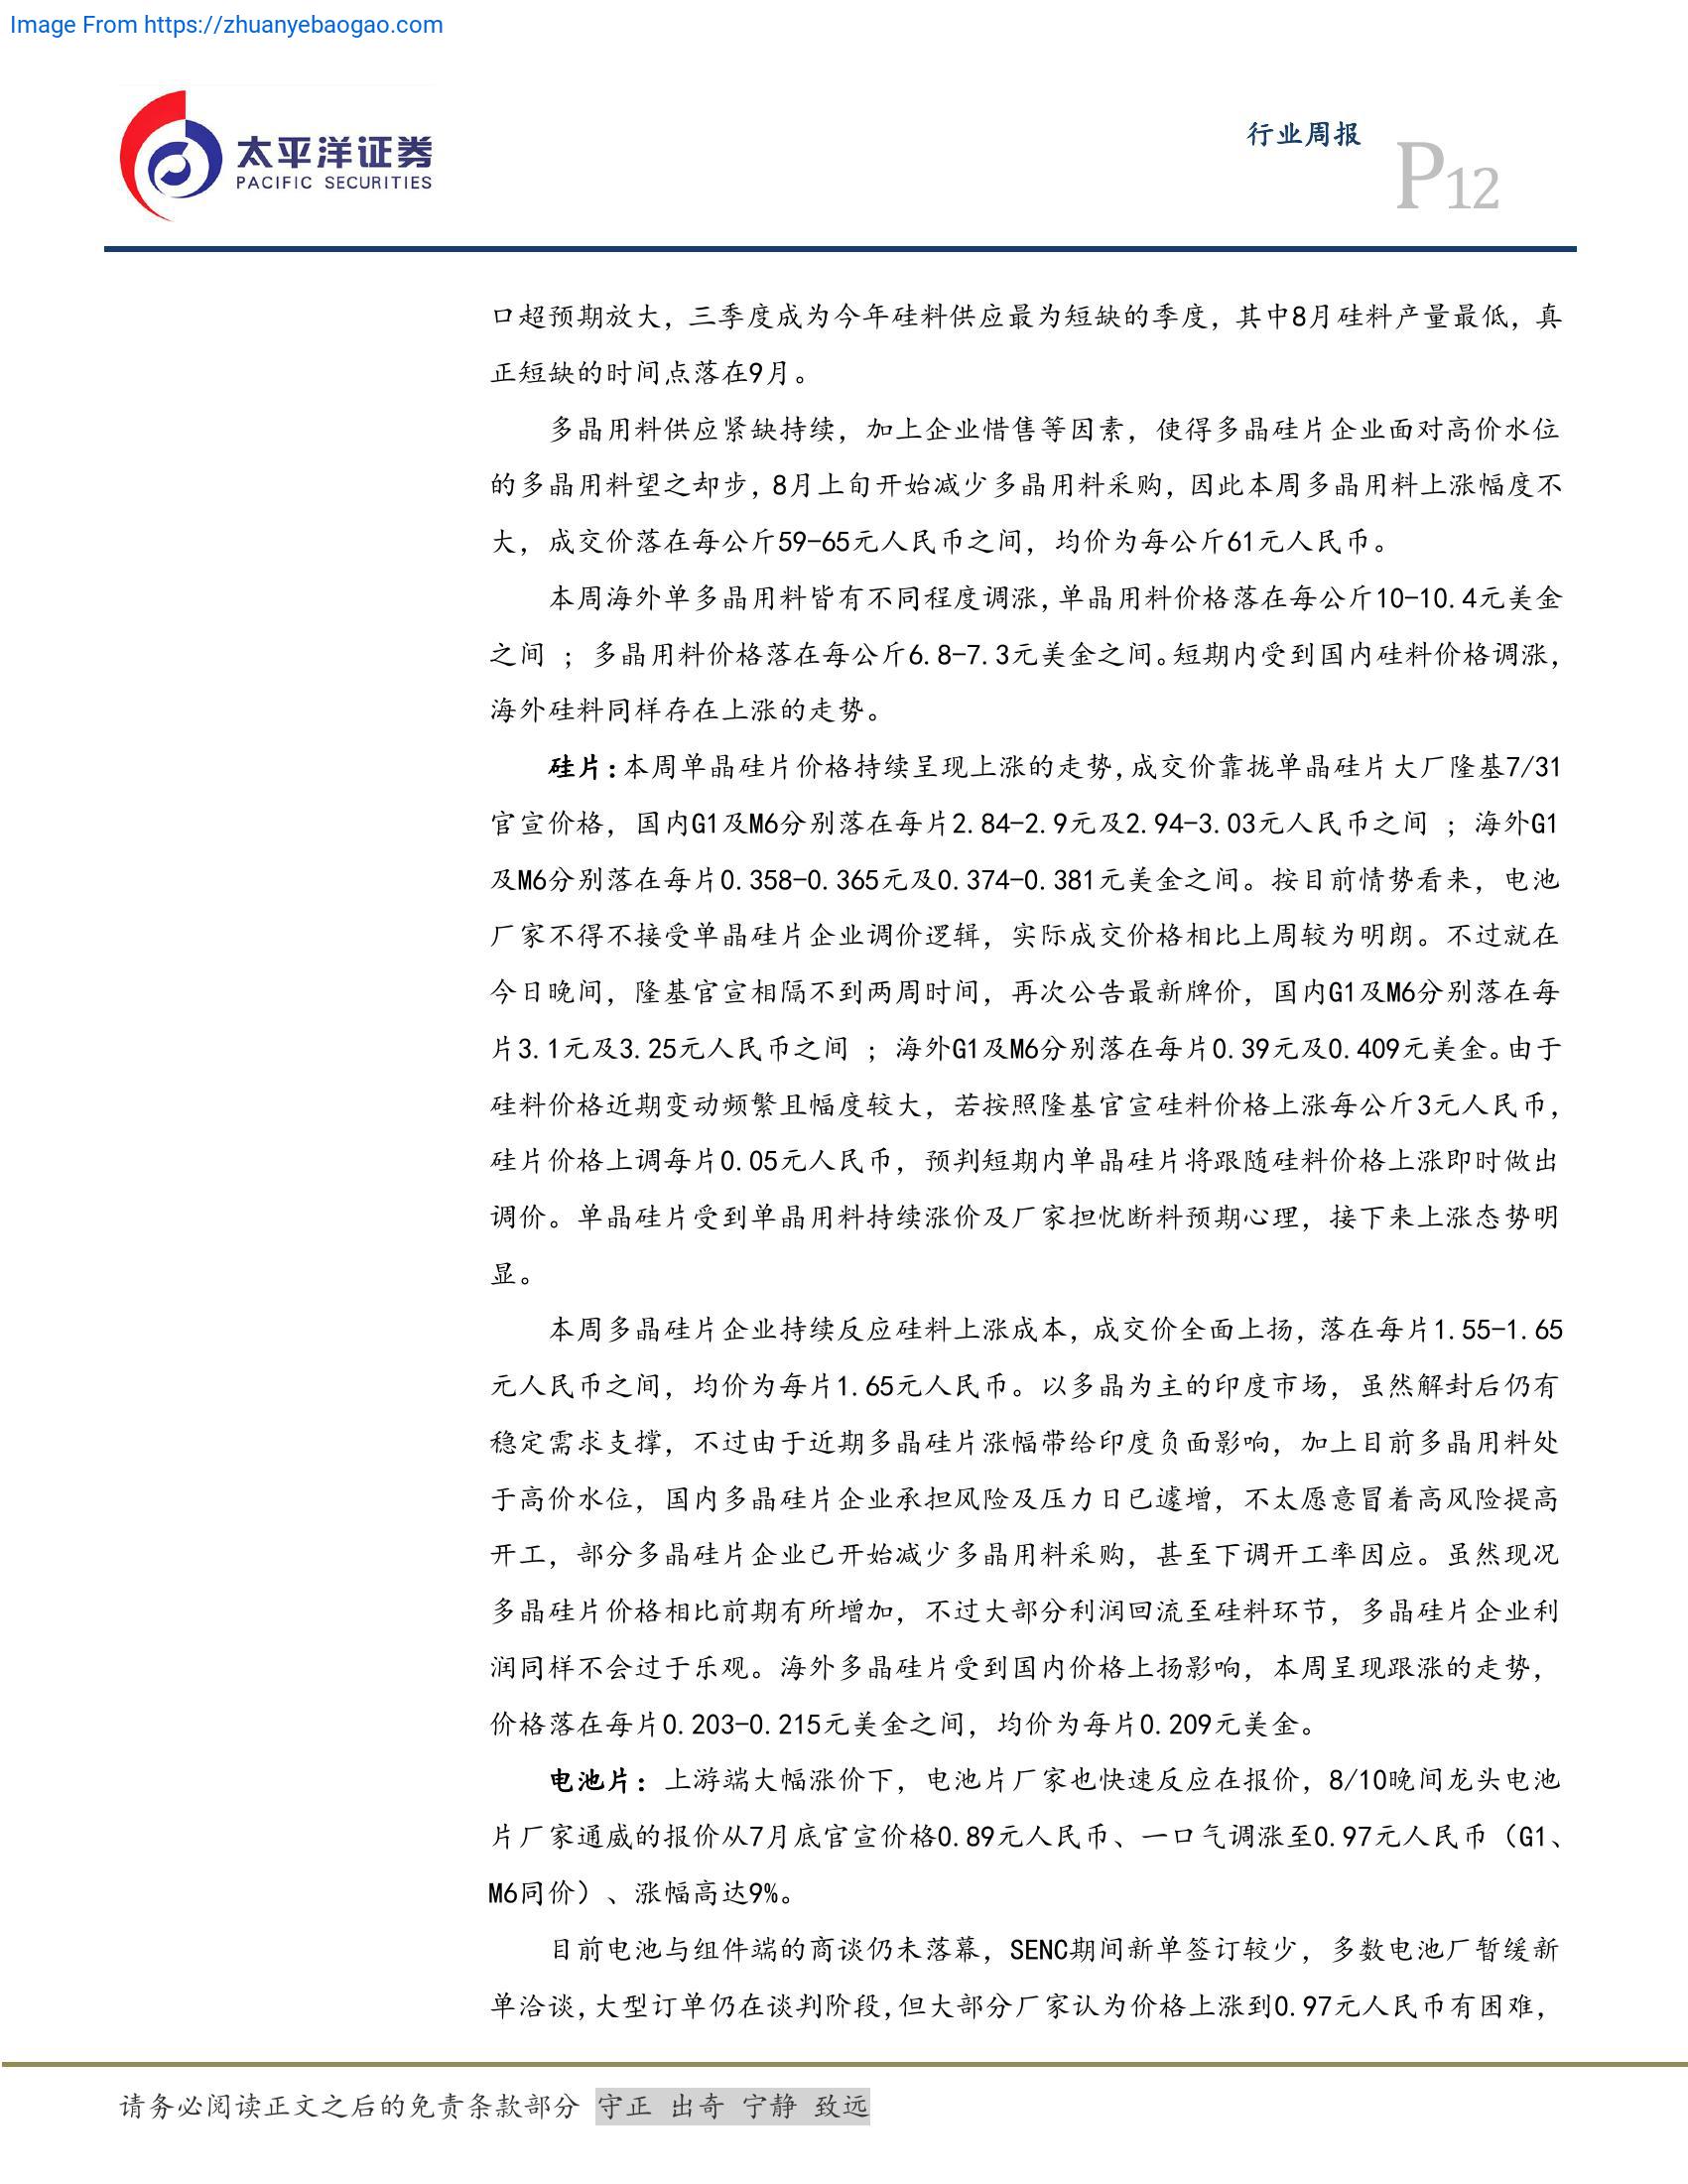 Image From https://zhuanyebaogao.com
太平洋证券
PACIFIC SECURITIES
行业周报
P12
口超预期放大，三季度成为今年硅料供应最为短缺的季度，其中8月硅料产量最低，真
正短缺的时间点落在9月。
多晶用料供应紧缺持续，加上企业惜售等因素，使得多晶硅片企业面对高价水位
的多晶用料望之却步，8月上旬开始减少多晶用料采购，因此本周多晶用料上涨幅度不
大，成交价落在每公斤59-65元人民币之间，均价为每公斤61元人民币。
本周海外单多晶用料皆有不同程度调涨，单晶用料价格落在每公斤10-10.4元美金
之间 ；多晶用料价格落在每公斤6.8-7.3元美金之间。短期内受到国内硅料价格调涨，
海外硅料同样存在上涨的走势。
硅片：本周单晶硅片价格持续呈现上涨的走势，成交价靠拢单晶硅片大厂隆基7/31
官宣价格，国内G1及M6分别落在每片2.84-2.9元及2.94-3.03元人民币之间 ；海外G1
及M6分别落在每片0.358-0.365元及0.374-0.381元美金之间。按目前情势看来，电池
厂家不得不接受单晶硅片企业调价逻辑，实际成交价格相比上周较为明朗。不过就在
今日晚间，隆基官宣相隔不到两周时间，再次公告最新牌价，国内G1及M6分别落在每
片3.1元及3.25元人民币之间 ；海外G1及M6分别落在每片0.39元及0.409元美金。由于
硅料价格近期变动频繁且幅度较大，若按照隆基官宣硅料价格上涨每公斤3元人民币，
硅片价格上调每片0.05元人民币，预判短期内单晶硅片将跟随硅料价格上涨即时做出
调价。单晶硅片受到单晶用料持续涨价及厂家担忧断料预期心理，接下来上涨态势明
显。
本周多晶硅片企业持续反应硅料上涨成本，成交价全面上扬，落在每片1.55-1.65
元人民币之间，均价为每片1.65元人民币。以多晶为主的印度市场，虽然解封后仍有
稳定需求支撑，不过由于近期多晶硅片涨幅带给印度负面影响，加上目前多晶用料处
于高价水位，国内多晶硅片企业承担风险及压力日已遽增，不太愿意冒着高风险提高
开工，部分多晶硅片企业已开始减少多晶用料采购，甚至下调开工率因应。虽然现况
多晶硅片价格相比前期有所增加，不过大部分利润回流至硅料环节，多晶硅片企业利
润同样不会过于乐观。海外多晶硅片受到国内价格上扬影响，本周呈现跟涨的走势，
价格落在每片0.203-0.215元美金之间，均价为每片0.209元美金。
电池片：上游端大幅涨价下，电池片厂家也快速反应在报价，8/10晚间龙头电池
片厂家通威的报价从7月底官宣价格0.89元人民币、一口气调涨至0.97元人民币（G1、
M6同价）、涨幅高达9%。
目前电池与组件端的商谈仍未落幕，SENC期间新单签订较少，多数电池厂暂缓新
单洽谈，大型订单仍在谈判阶段，但大部分厂家认为价格上涨到0.97元人民币有困难，
请务必阅读正文之后的免责条款部分 守正 出奇 宁静 致远